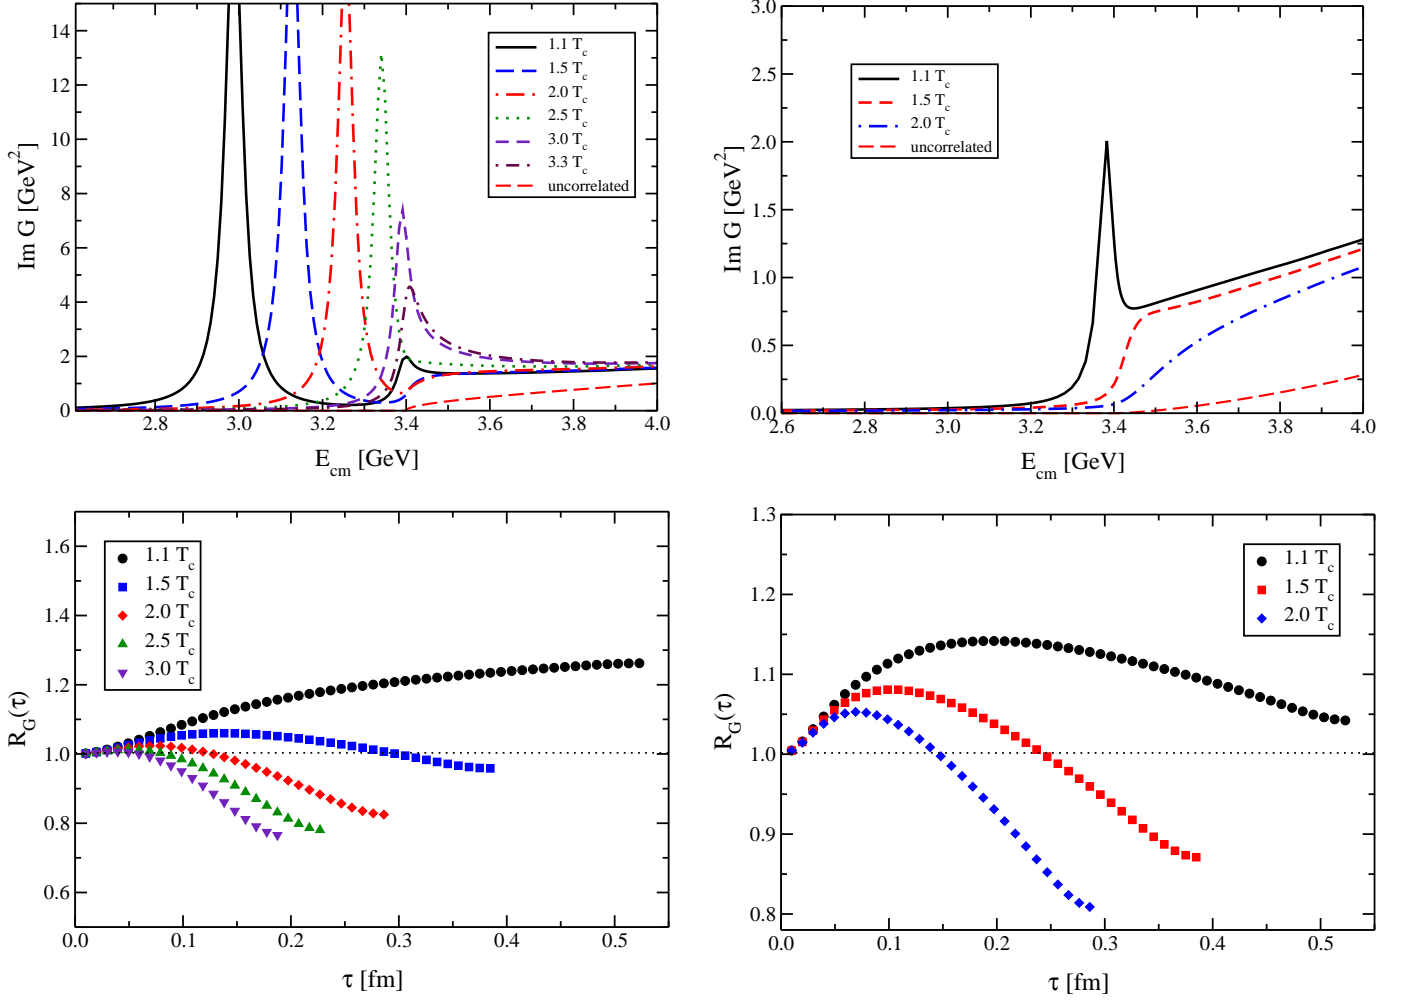 14
12
10
8
6
4
2
0
Im G [GeV²]
2.8
3.0
3.2
3.4
3.6
3.8
4.0
E_cm [GeV]
1.1 T_c
1.5 T_c
2.0 T_c
2.5 T_c
3.0 T_c
3.3 T_c
uncorrelated
3.0
2.5
2.0
1.5
1.0
0.5
0.0
Im G [GeV²]
2.6
2.8
3.0
3.2
3.4
3.6
3.8
4.0
E_cm [GeV]
1.1 T_c
1.5 T_c
2.0 T_c
uncorrelated
1.6
1.4
1.2
1.0
0.8
0.6
R_G(τ)
0.0
0.1
0.2
0.3
0.4
0.5
τ [fm]
1.1 T_c
1.5 T_c
2.0 T_c
2.5 T_c
3.0 T_c
1.3
1.2
1.1
1.0
0.9
0.8
R_G(τ)
0.0
0.1
0.2
0.3
0.4
0.5
τ [fm]
1.1 T_c
1.5 T_c
2.0 T_c